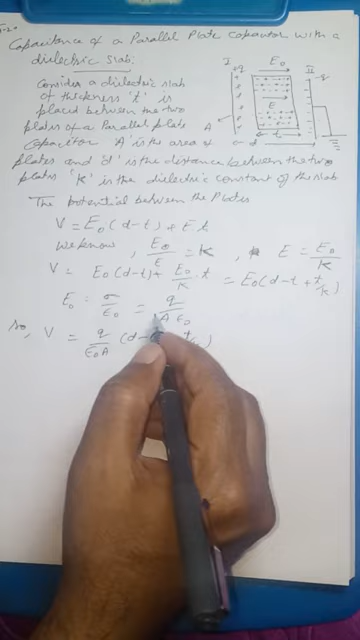 Capacitance of a Parallel Plate capacitor with a
dielectric Slab:
Consider a dielectric slab
of thickness 't' is
placed between the two
plates of a Parallel plate
Capacitor 'A' is the area of
plates and 'd' is the distance between the two
plates 'K' is the dielectric constant of the slab
I +q E₀ II -q
E
A
t
d
The potential between the Plates
V = E₀·(d-t) + E·t
We know, E₀/E = K, E = E₀/K
V = E₀(d-t) + E₀/K · t = E₀(d-t + t/K)
E₀ = σ/ε₀ = q/Aε₀
so, V = q/ε₀A (d- t/K)